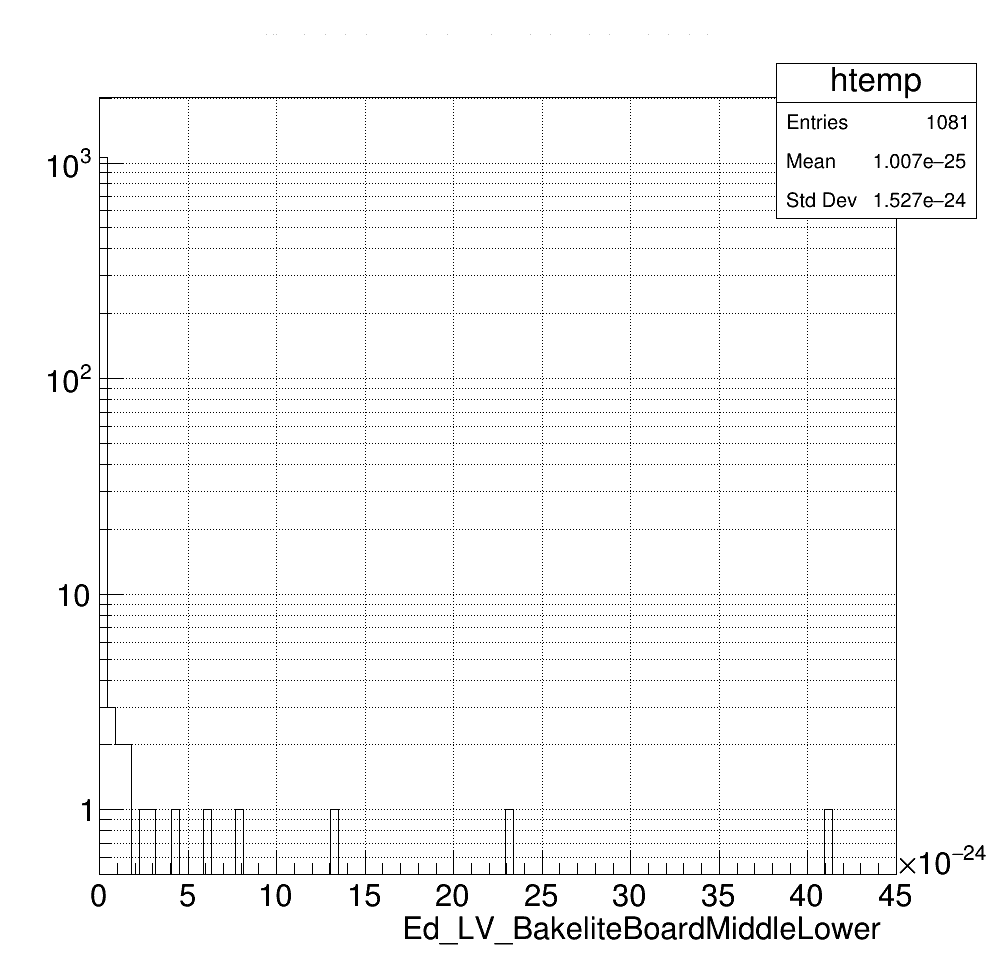 htemp
Entries 1081
Mean 1.007e–25
Std Dev 1.527e–24
10³
10²
10
1
0 5 10 15 20 25 30 35 40 45
×10⁻²⁴
Ed_LV_BakeliteBoardMiddleLower